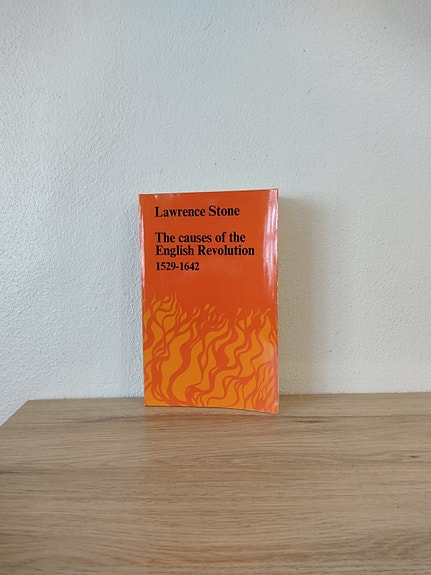 Lawrence Stone
The causes of the
English Revolution
1529-1642